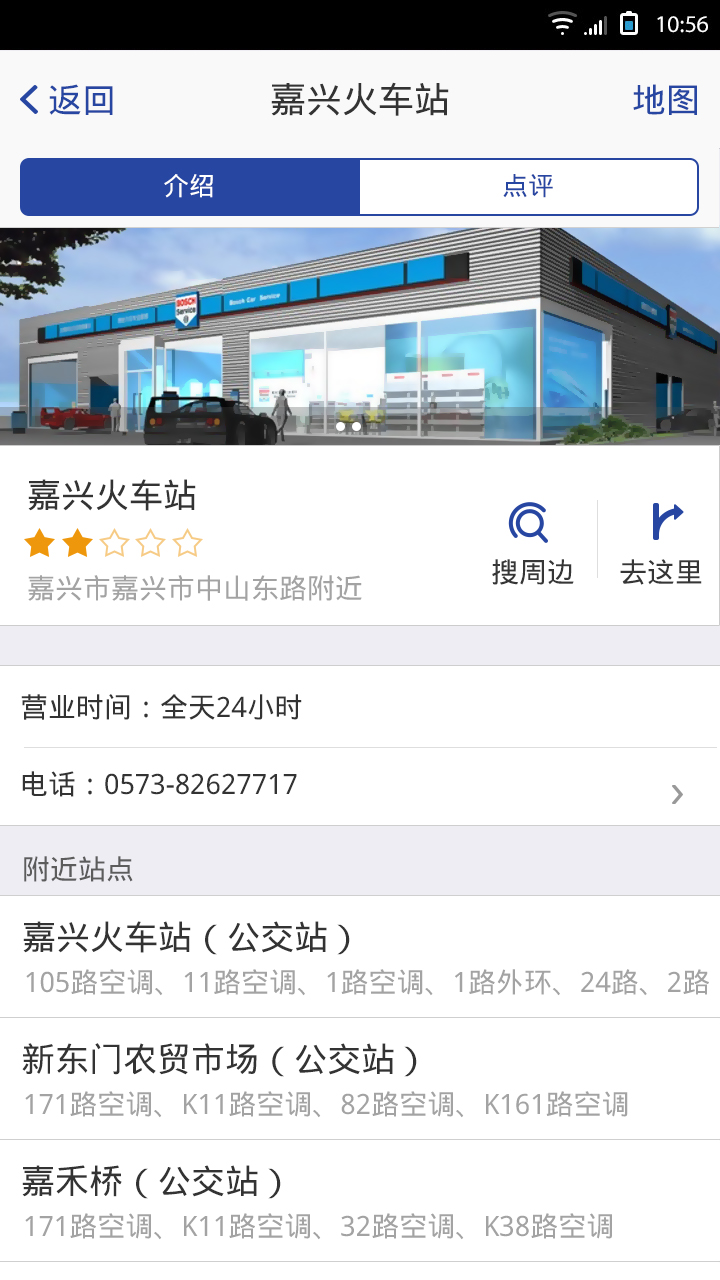 10:56
返回
嘉兴火车站
地图
介绍
点评
BOSCH
Service
Bosch Car Service
嘉兴火车站
嘉兴市嘉兴市中山东路附近
搜周边
去这里
营业时间：全天24小时
电话：0573-82627717
附近站点
嘉兴火车站（公交站）
105路空调、11路空调、1路空调、1路外环、24路、2路
新东门农贸市场（公交站）
171路空调、K11路空调、82路空调、K161路空调
嘉禾桥（公交站）
171路空调、K11路空调、32路空调、K38路空调